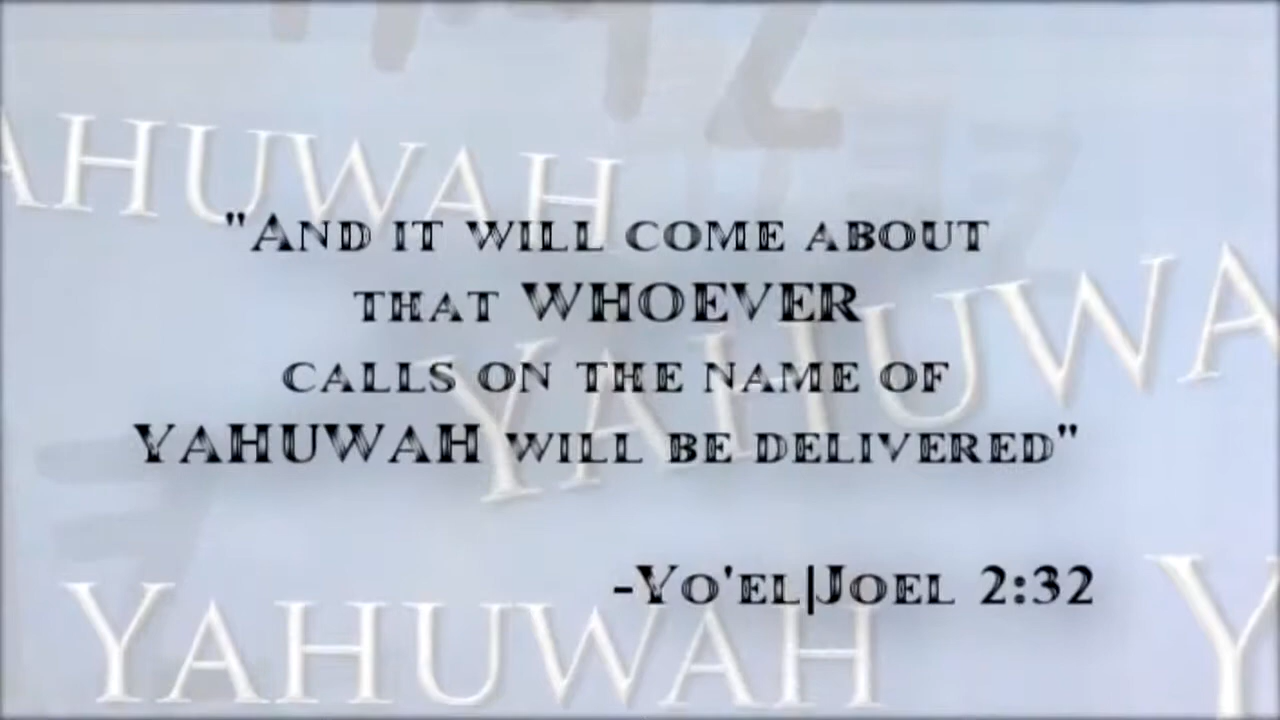 AHUWAH
"AND IT WILL COME ABOUT
THAT WHOEVER
CALLS ON THE NAME OF
YAHUWAH WILL BE DELIVERED"
YAHUWA
-YO'EL|JOEL 2:32
YAHUWAH
Y